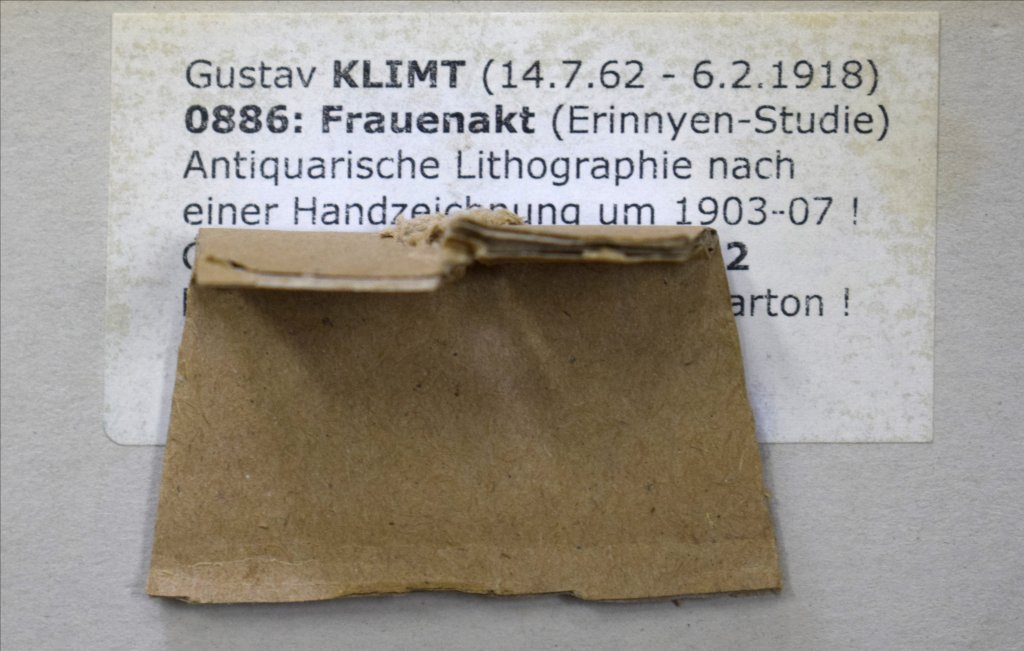 Gustav KLIMT (14.7.62 - 6.2.1918)
0886: Frauenakt (Erinnyen-Studie)
Antiquarische Lithographie nach
einer Handzeichnung um 1903-07 !
2
arton !